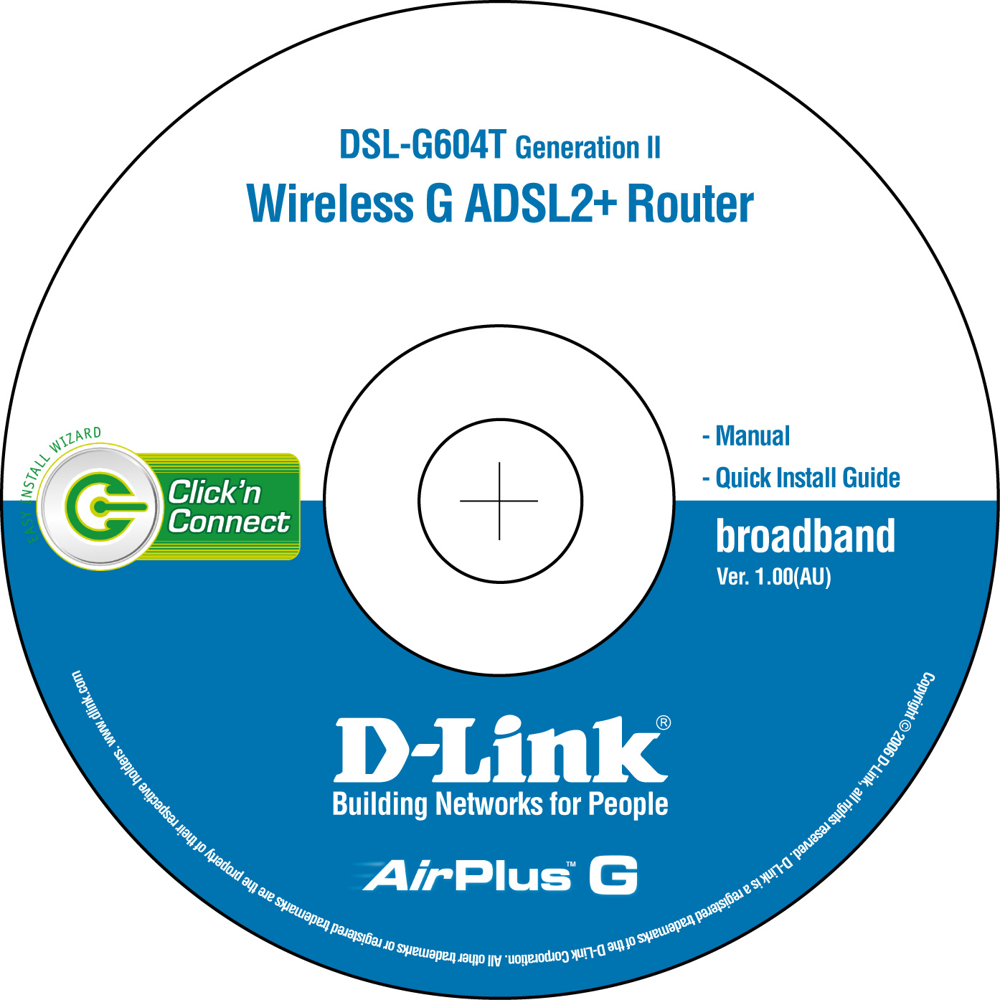 DSL-G604T Generation II
Wireless G ADSL2+ Router
- Manual
- Quick Install Guide
EASY INSTALL WIZARD
Click'n
Connect
broadband
Ver. 1.00(AU)
D-Link®
Building Networks for People
AirPlus™ G
Copyright © 2006 D-Link, all rights reserved. D-Link is a registered trademarks of the D-Link Corporation. All other trademarks or registered trademarks are the property of their respective holders. www.dlink.com